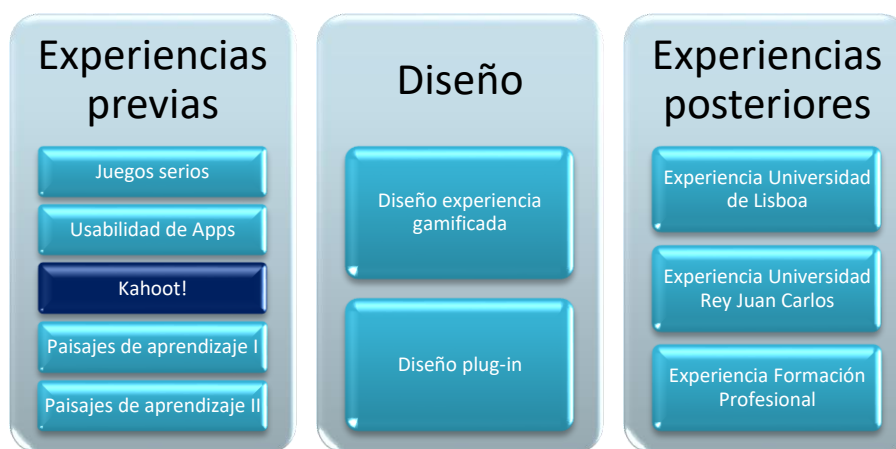 Experiencias
previas
Juegos serios
Usabilidad de Apps
Kahoot!
Paisajes de aprendizaje I
Paisajes de aprendizaje II
Diseño
Diseño experiencia
gamificada
Diseño plug-in
Experiencias
posteriores
Experiencia Universidad
de Lisboa
Experiencia Universidad
Rey Juan Carlos
Experiencia Formación
Profesional